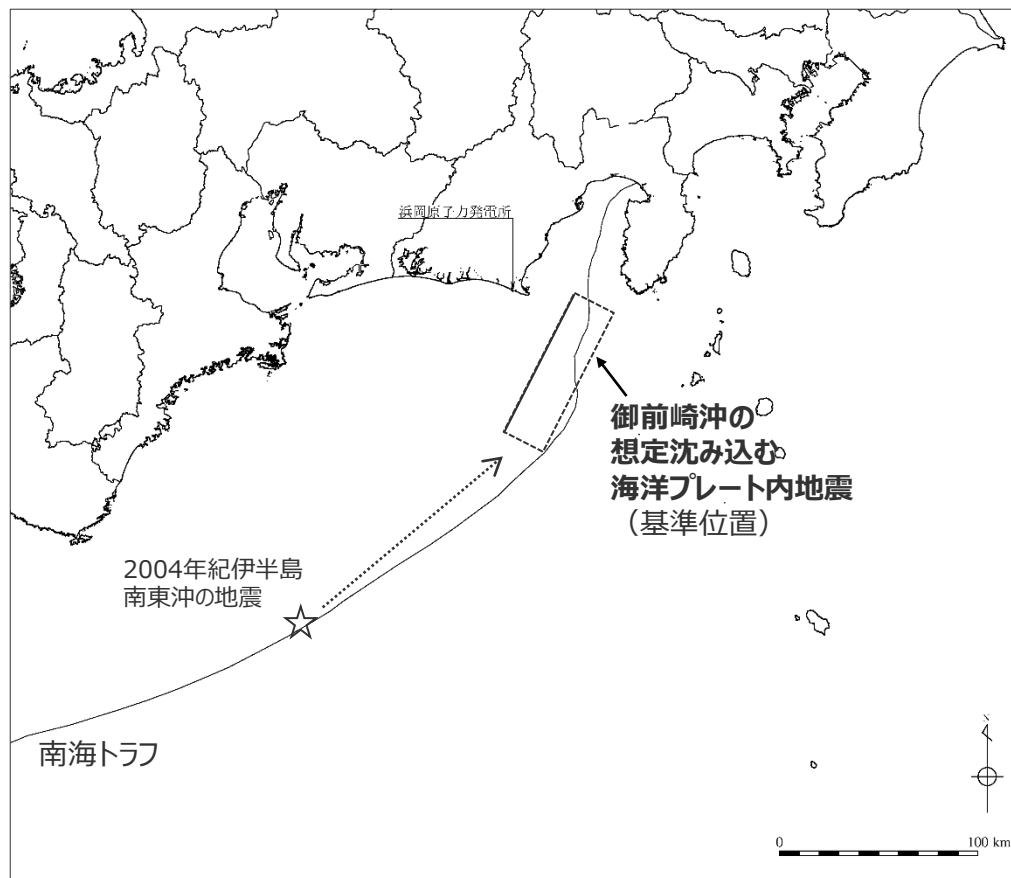 浜岡原子力発電所
御前崎沖の
想定沈み込む
海洋プレート内地震
（基準位置）
2004年紀伊半島
南東沖の地震
南海トラフ
N
0 100 km